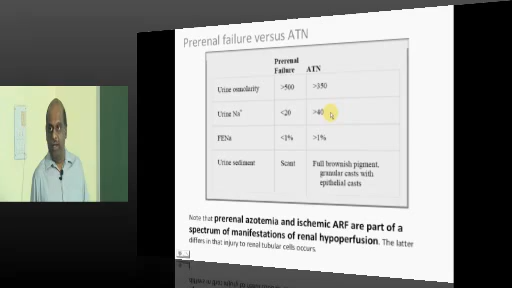 Prerenal failure versus ATN
Prerenal
Failure ATN
Urine osmolarity >500 >350
Urine Na+ <20 >40
FENa <1% >1%
Urine sediment Scant Full brownish pigment,
granular casts with
epithelial casts
Note that prerenal azotemia and ischemic ARF are part of a
spectrum of manifestations of renal hypoperfusion. The latter
differs in that injury to renal tubular cells occurs.